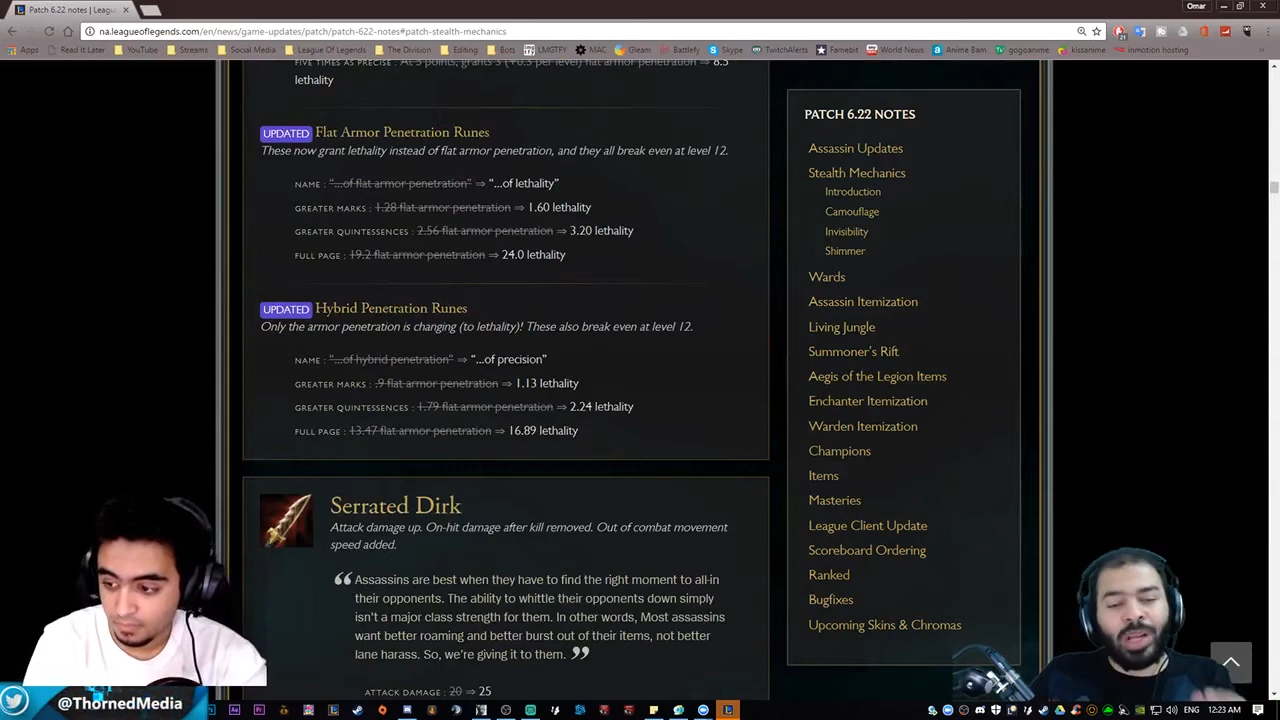 Patch 6.22 notes | Leagu
Omar
na.leagueoflegends.com/en/news/game-updates/patch/patch-622-notes#patch-stealth-mechanics
Apps Read It Later YouTube Streams Social Media League Of Legends The Division Editing Bots LMGTFY MAC Gleam Battlefy Skype TwitchAlerts Famebit World News Anime Bam gogoanime kissanime inmotion hosting
FIVE TIMES AS PRECISE : At 5 points, grants 3 (+0.3 per level) flat armor penetration ⇒ 8.5
lethality
UPDATED Flat Armor Penetration Runes
These now grant lethality instead of flat armor penetration, and they all break even at level 12.
NAME : "...of flat armor penetration" ⇒ "...of lethality"
GREATER MARKS : 1.28 flat armor penetration ⇒ 1.60 lethality
GREATER QUINTESSENCES : 2.56 flat armor penetration ⇒ 3.20 lethality
FULL PAGE : 19.2 flat armor penetration ⇒ 24.0 lethality
UPDATED Hybrid Penetration Runes
Only the armor penetration is changing (to lethality)! These also break even at level 12.
NAME : "...of hybrid penetration" ⇒ "...of precision"
GREATER MARKS : .9 flat armor penetration ⇒ 1.13 lethality
GREATER QUINTESSENCES : 1.79 flat armor penetration ⇒ 2.24 lethality
FULL PAGE : 13.47 flat armor penetration ⇒ 16.89 lethality
Serrated Dirk
Attack damage up. On-hit damage after kill removed. Out of combat movement
speed added.
“Assassins are best when they have to find the right moment to all-in
their opponents. The ability to whittle their opponents down simply
isn't a major class strength for them. In other words, Most assassins
want better roaming and better burst out of their items, not better
lane harass. So, we're giving it to them. ”
ATTACK DAMAGE : 20 ⇒ 25
PATCH 6.22 NOTES
Assassin Updates
Stealth Mechanics
Introduction
Camouflage
Invisibility
Shimmer
Wards
Assassin Itemization
Living Jungle
Summoner's Rift
Aegis of the Legion Items
Enchanter Itemization
Warden Itemization
Champions
Items
Masteries
League Client Update
Scoreboard Ordering
Ranked
Bugfixes
Upcoming Skins & Chromas
@ThornedMedia
12:23 AM